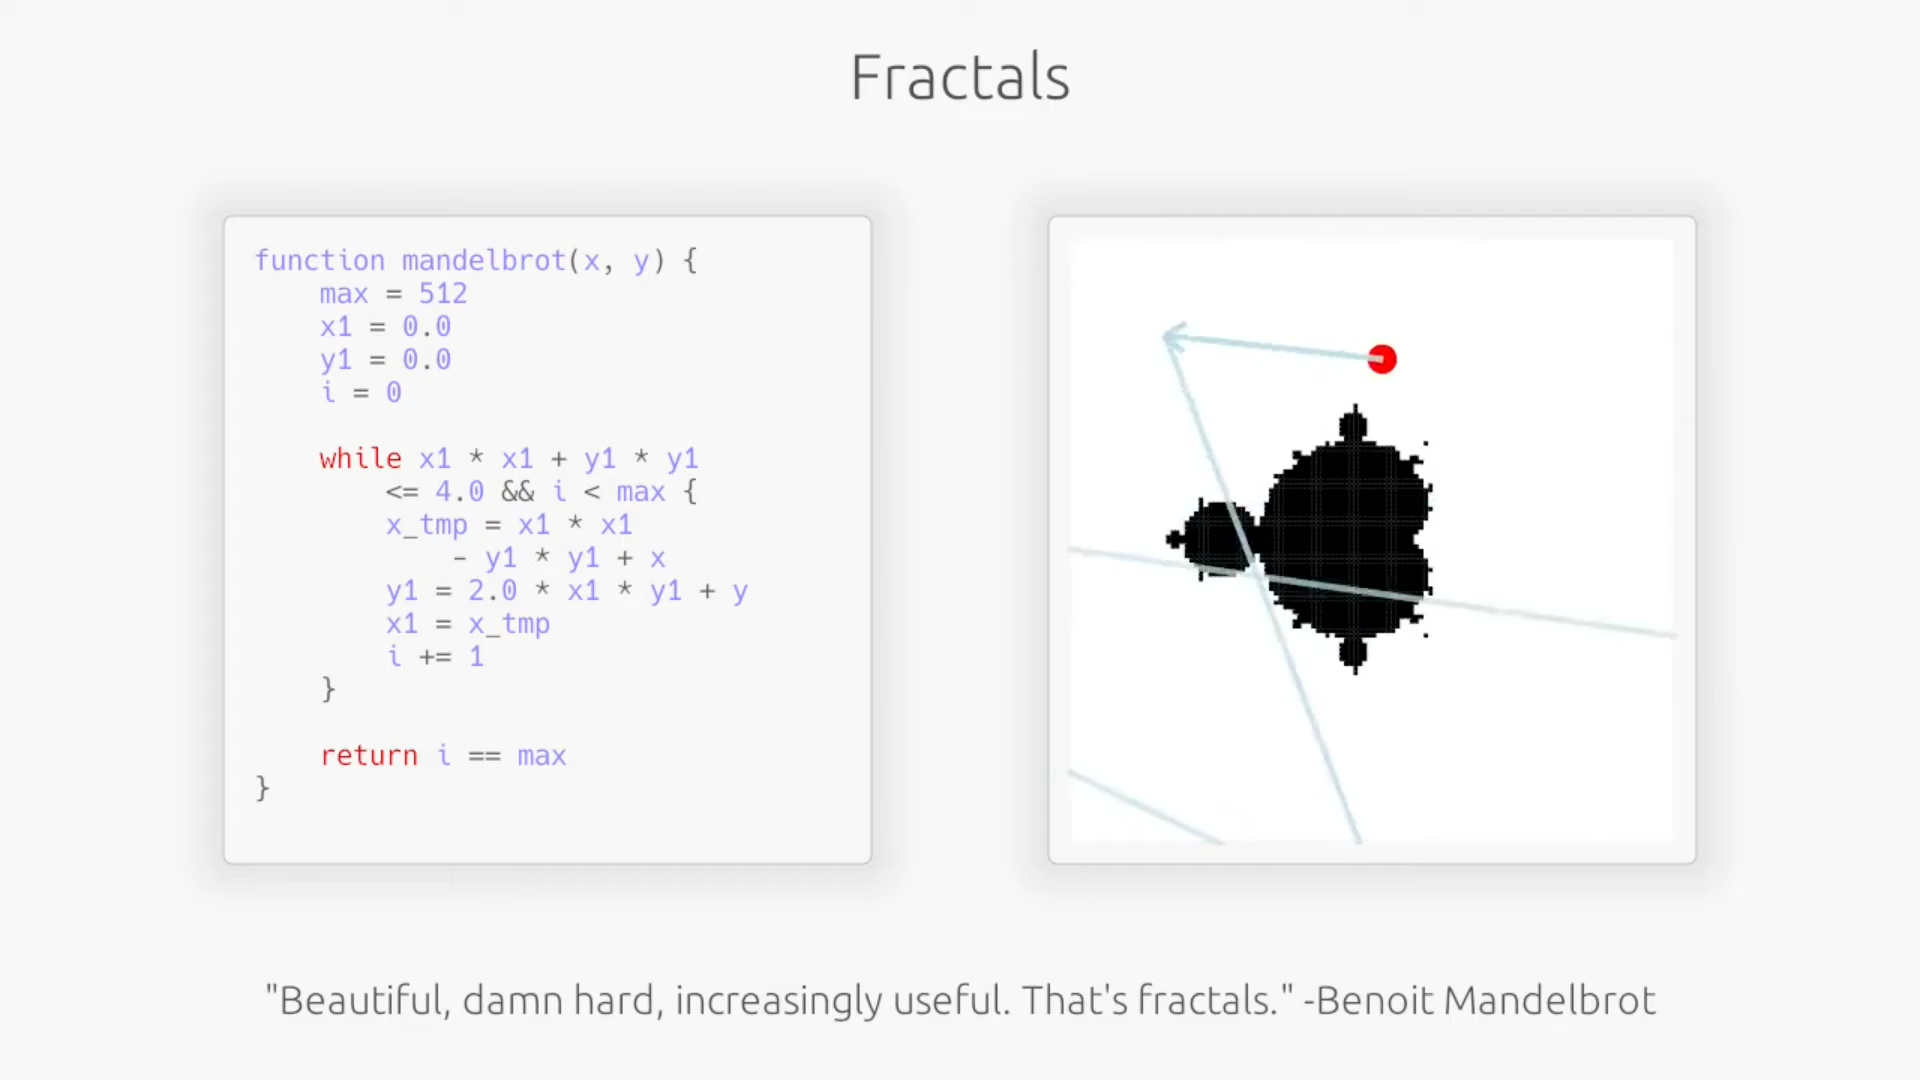 Fractals
function mandelbrot(x, y) {
    max = 512
    x1 = 0.0
    y1 = 0.0
    i = 0
    while x1 * x1 + y1 * y1
        <= 4.0 && i < max {
        x_tmp = x1 * x1
            - y1 * y1 + x
        y1 = 2.0 * x1 * y1 + y
        x1 = x_tmp
        i += 1
    }
    return i == max
}
"Beautiful, damn hard, increasingly useful. That's fractals." -Benoit Mandelbrot